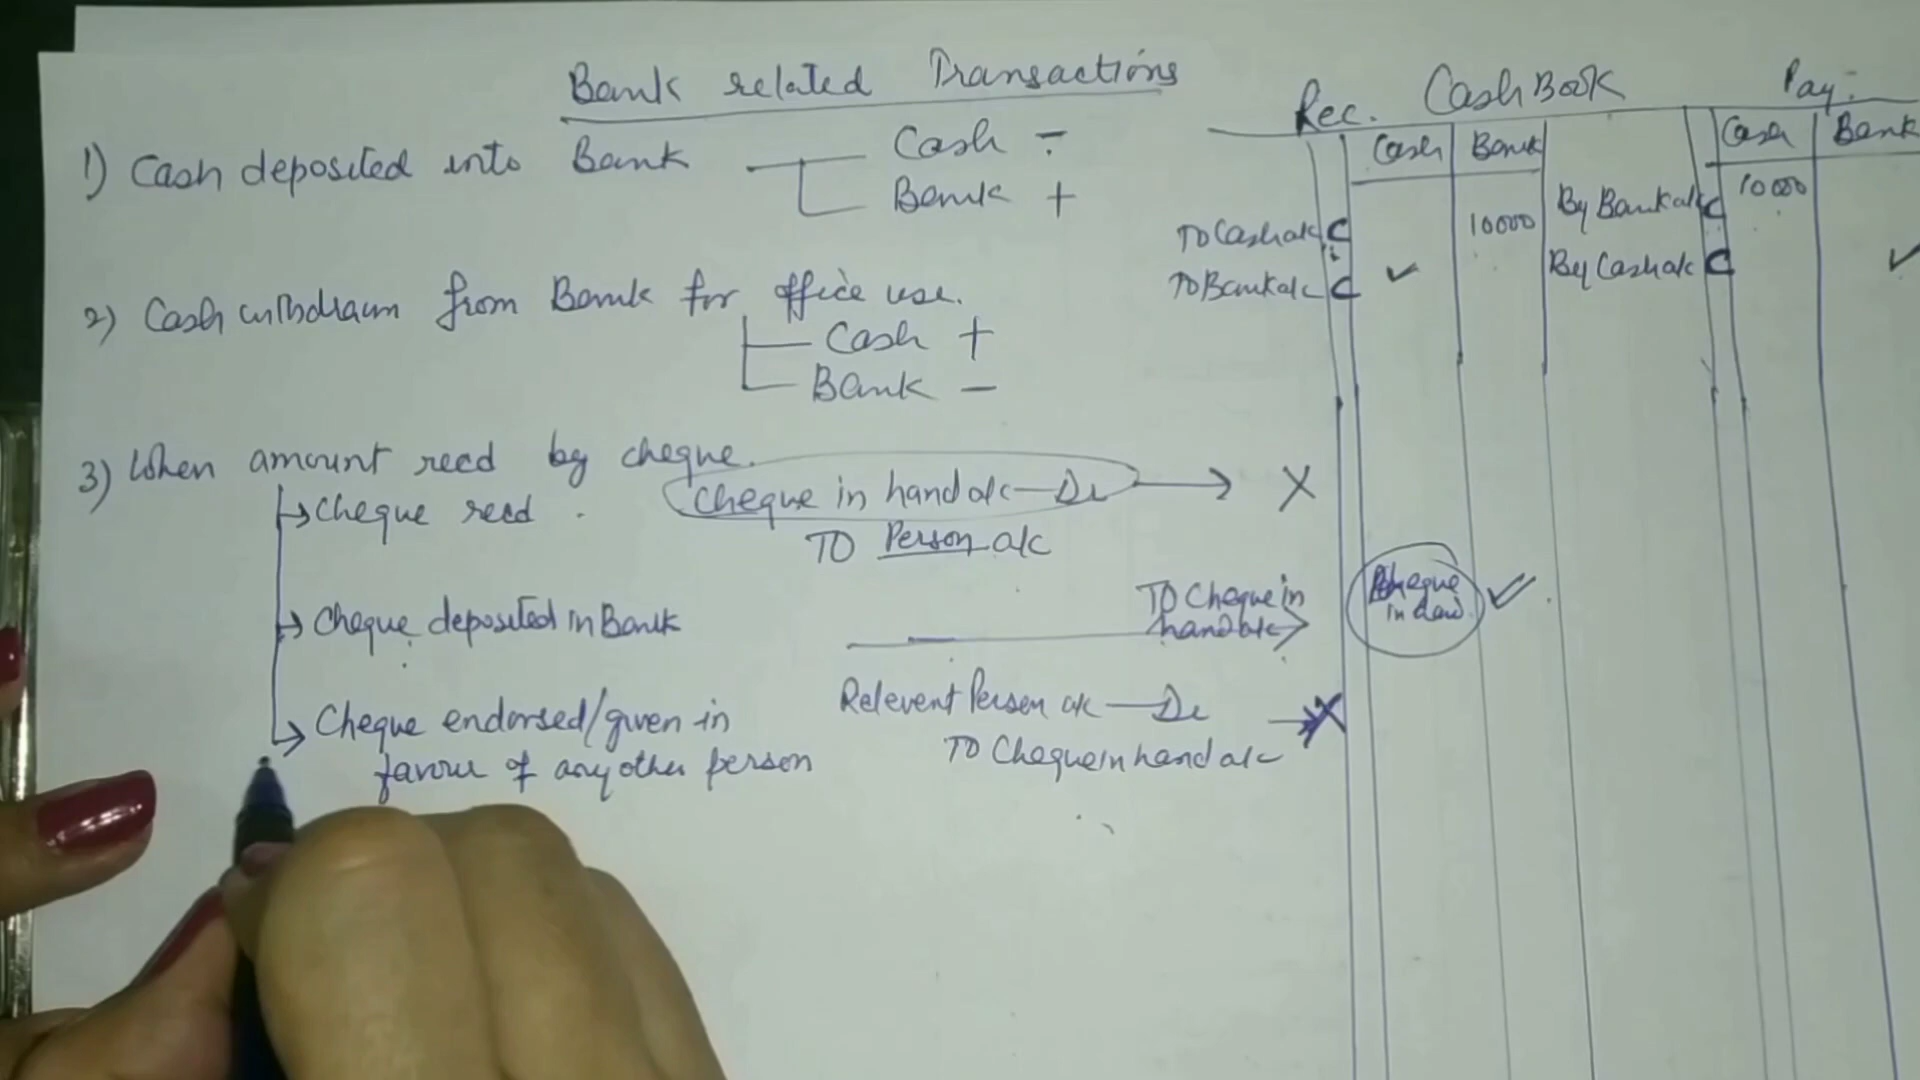 Bank related Transactions
1) Cash deposited into Bank
Cash -
Bank +
2) Cash withdrawn from Bank for office use.
Cash +
Bank -
3) When amount recd by cheque.
Cheque recd.
Cheque in hand a/c — Dr
TO Person a/c
Cheque deposited in Bank
TO Cheque in
hand a/c
Cheque endorsed/given in
favour of any other person
Relevent Person a/c — Dr
TO Cheque in hand a/c
Rec. Cash Book Pay.
Cash Bank Cash Bank
TO Cash a/c C 10000 By Bank a/c C 10000
TO Bank a/c C ✓ By Cash a/c C ✓
X
Cheque
in
✓
X